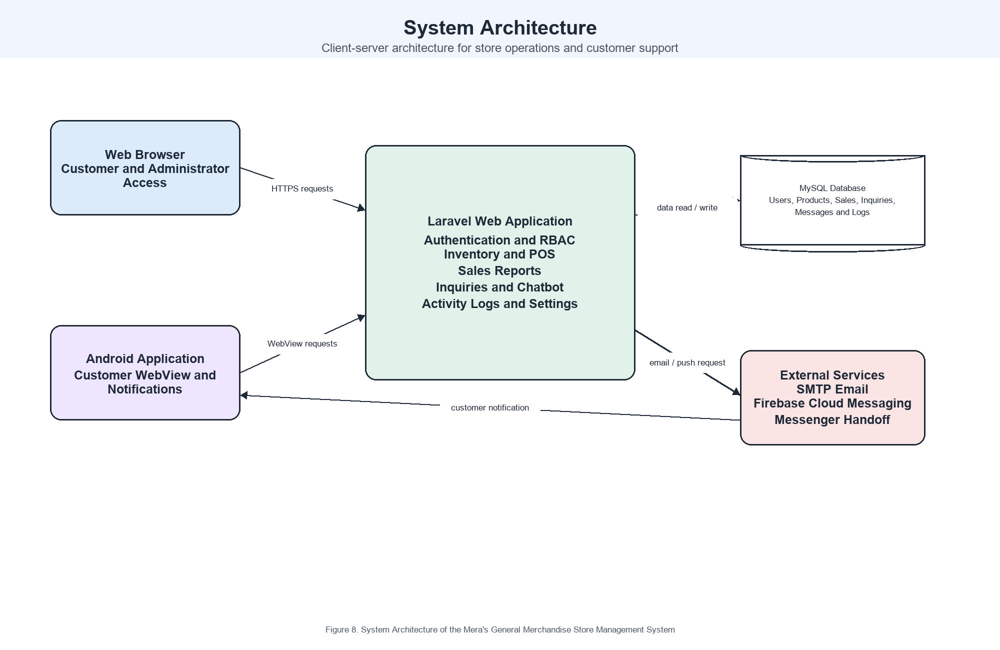 System Architecture
Client-server architecture for store operations and customer support
Web Browser
Customer and Administrator
Access
HTTPS requests
Laravel Web Application
Authentication and RBAC
Inventory and POS
Sales Reports
Inquiries and Chatbot
Activity Logs and Settings
data read / write
MySQL Database
Users, Products, Sales, Inquiries,
Messages and Logs
Android Application
Customer WebView and
Notifications
WebView requests
email / push request
External Services
SMTP Email
Firebase Cloud Messaging
Messenger Handoff
customer notification
Figure 8. System Architecture of the Mera's General Merchandise Store Management System